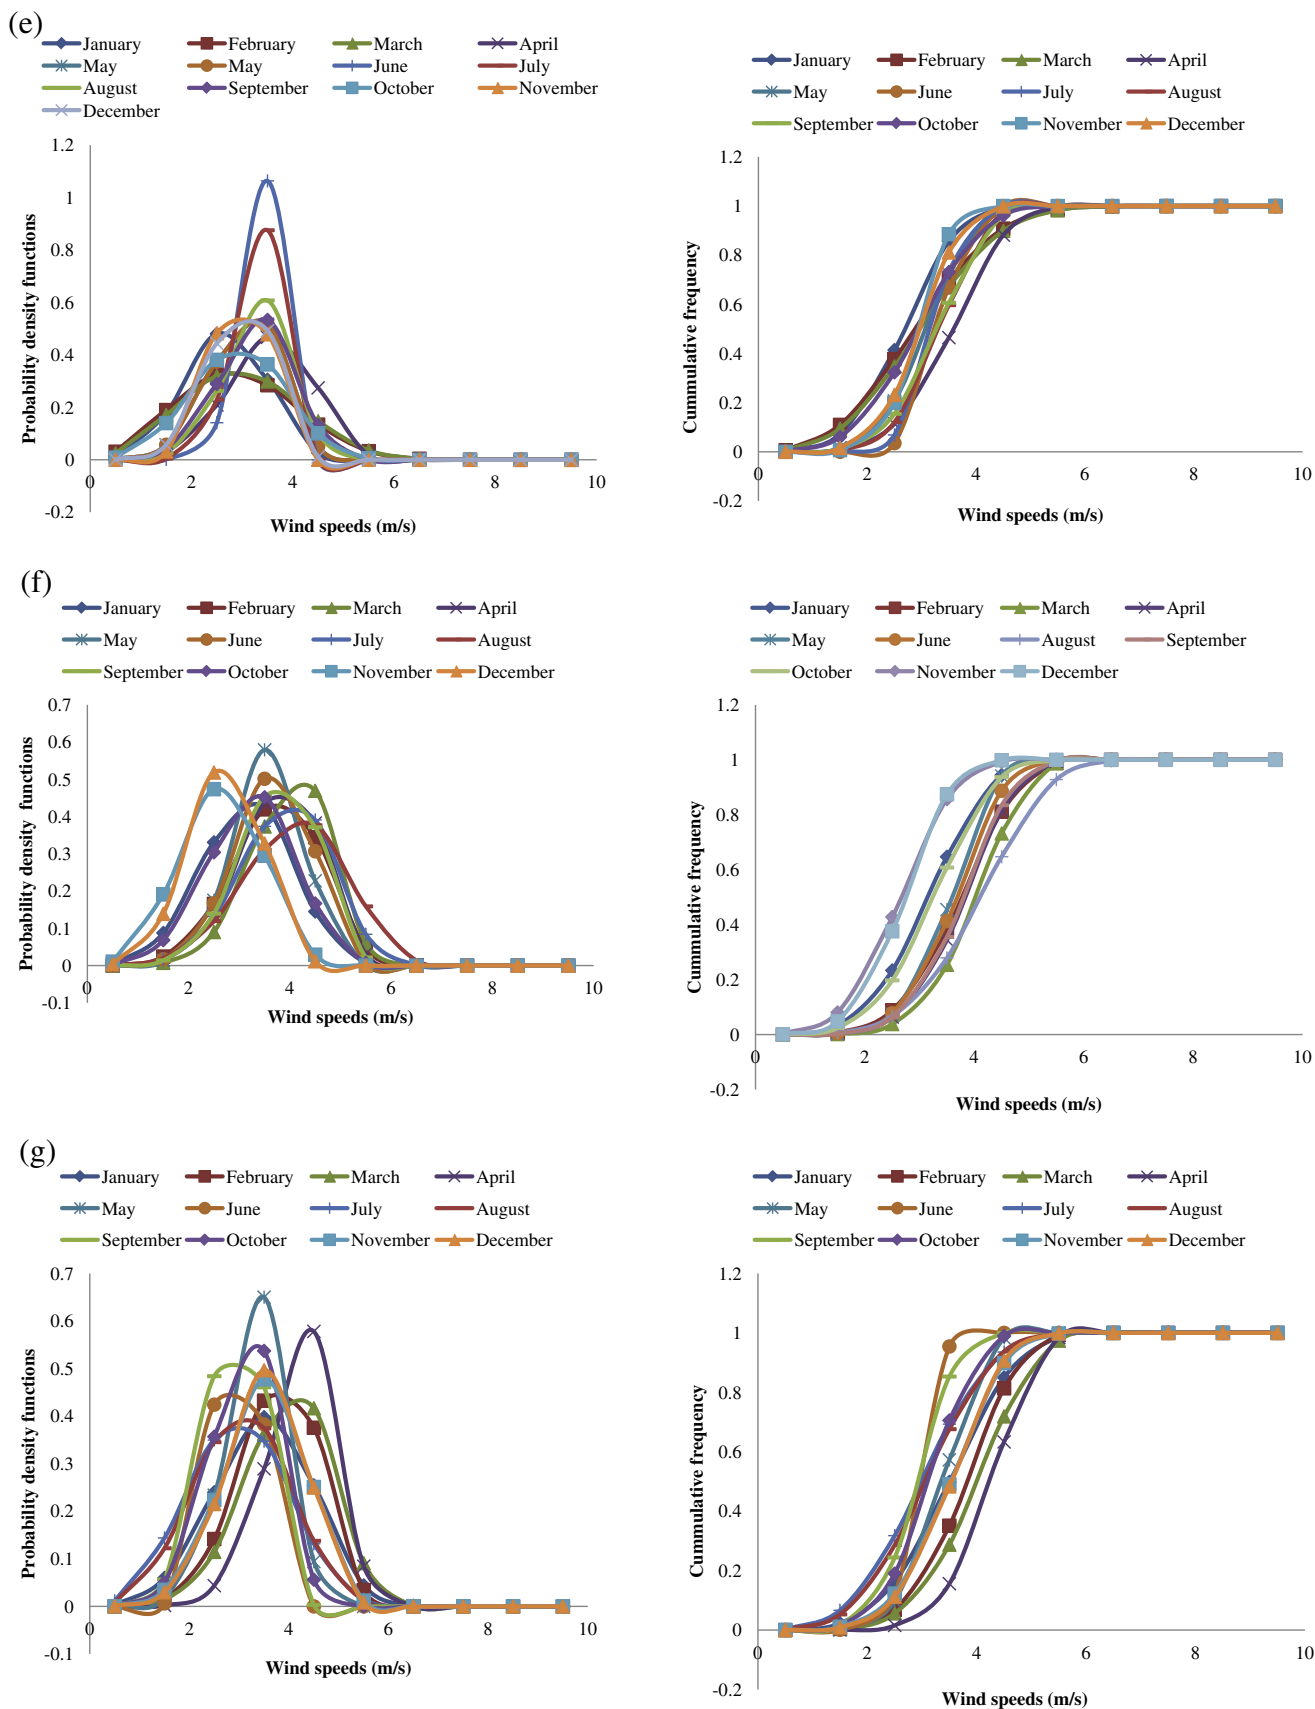 (e)
January February March April
May May June July
August September October November
December
1.2
1
0.8
0.6
0.4
0.2
0
-0.2
0 2 4 6 8 10
Probability density functions
Wind speeds (m/s)
January February March April
May June July August
September October November December
1.2
1
0.8
0.6
0.4
0.2
0
-0.2
0 2 4 6 8 10
Cummulative frequency
Wind speeds (m/s)
(f)
January February March April
May June July August
September October November December
0.7
0.6
0.5
0.4
0.3
0.2
0.1
0
-0.1
0 2 4 6 8 10
Probability density functions
Wind speeds (m/s)
January February March April
May June August September
October November December
1.2
1
0.8
0.6
0.4
0.2
0
-0.2
0 2 4 6 8 10
Cummulative frequency
Wind speeds (m/s)
(g)
January February March April
May June July August
September October November December
0.7
0.6
0.5
0.4
0.3
0.2
0.1
0
-0.1
0 2 4 6 8 10
Probability density functions
Wind speeds (m/s)
January February March April
May June July August
September October November December
1.2
1
0.8
0.6
0.4
0.2
0
-0.2
0 2 4 6 8 10
Cummulative frequency
Wind speeds (m/s)